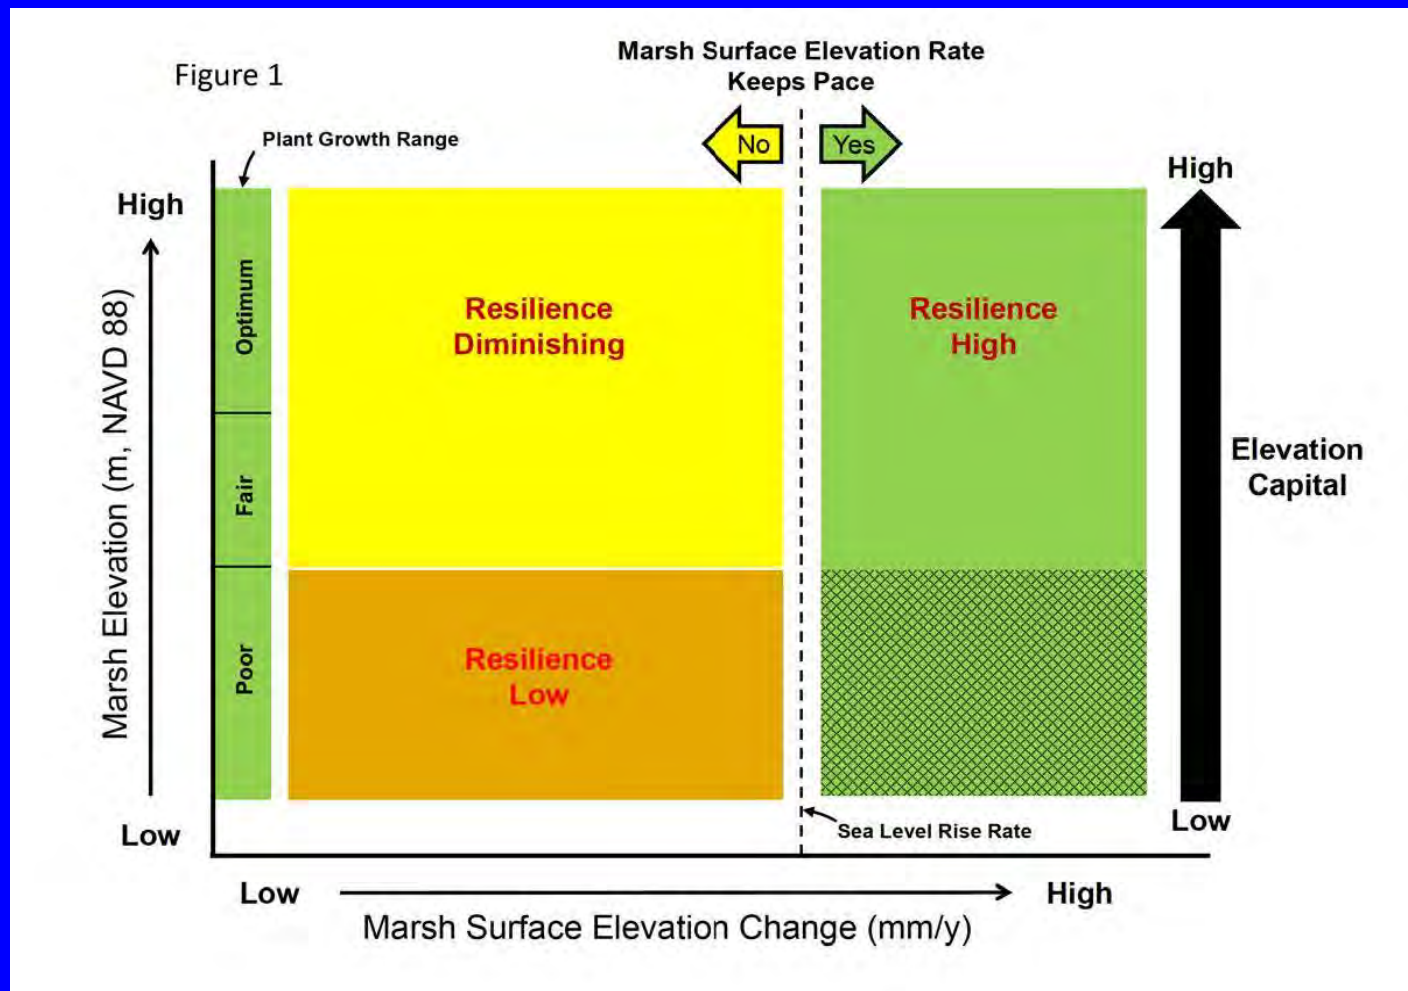 Marsh Surface Elevation Rate
Keeps Pace
Figure 1
Plant Growth Range
No
Yes
High
High
Marsh Elevation (m, NAVD 88)
Optimum
Fair
Poor
Resilience
Diminishing
Resilience
High
Elevation
Capital
Resilience
Low
Low
Low
Sea Level Rise Rate
Low
High
Marsh Surface Elevation Change (mm/y)